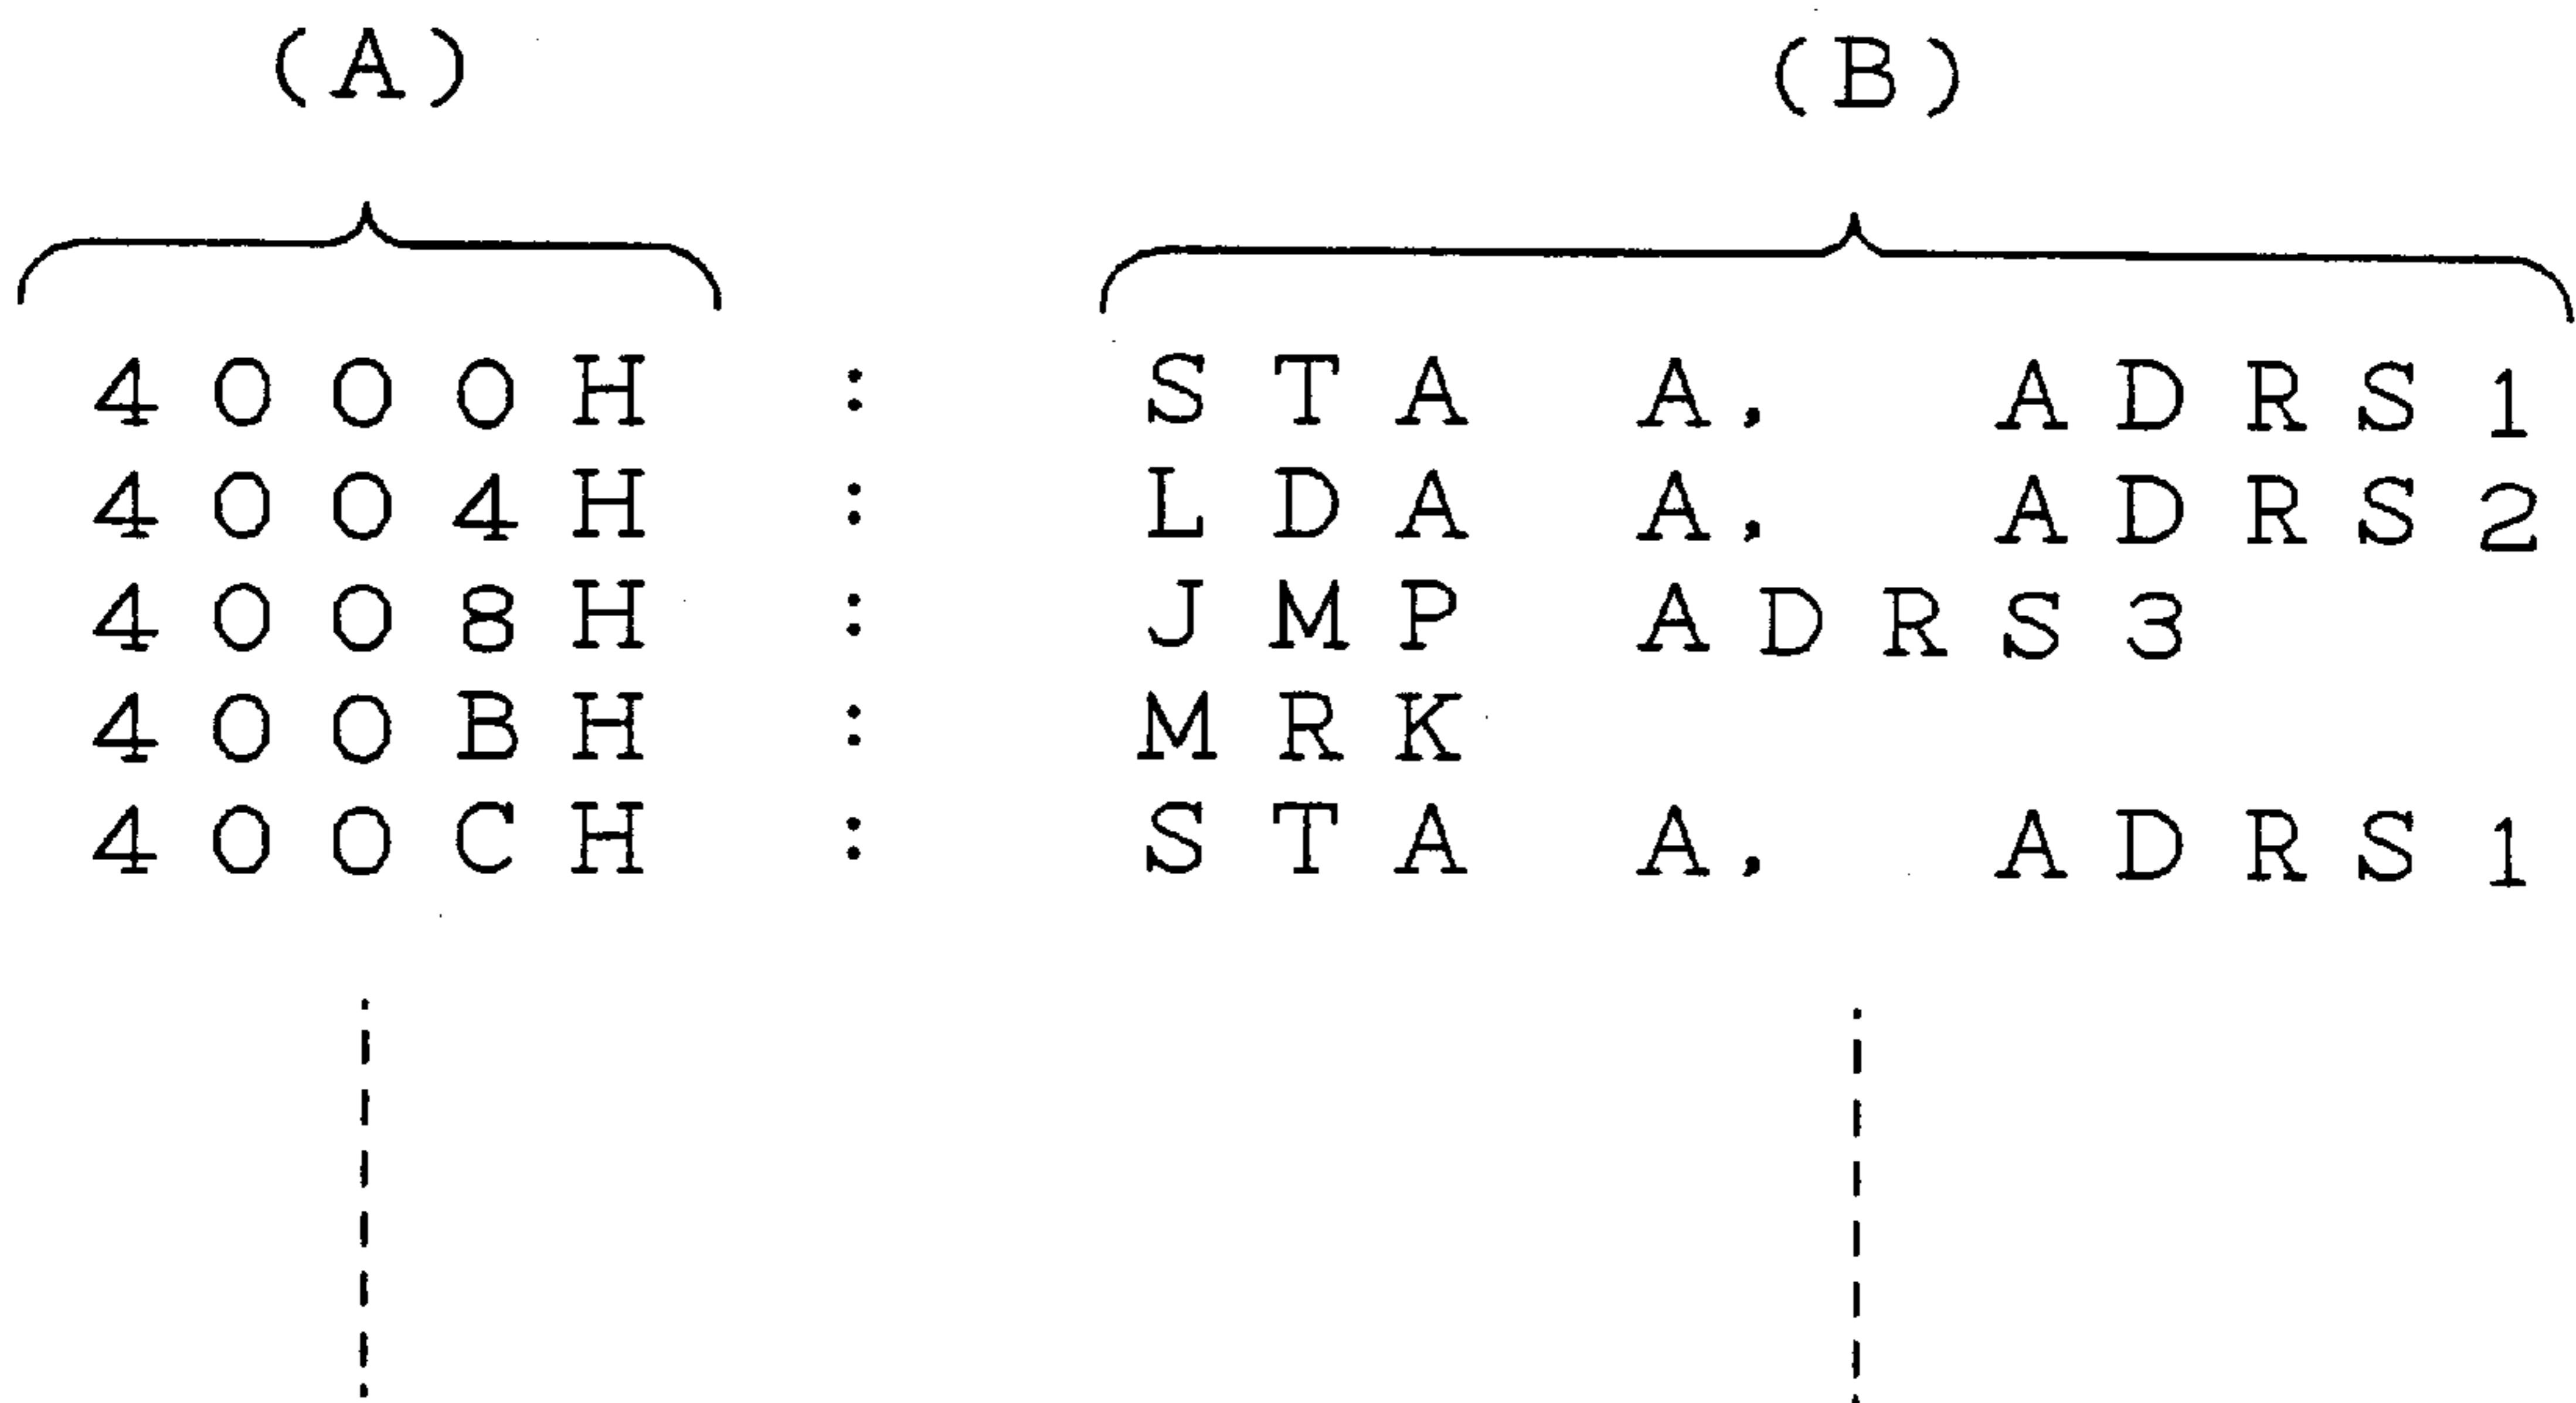 (A) (B)
4000H : STA A, ADRS1
4004H : LDA A, ADRS2
4008H : JMP ADRS3
400BH : MRK
400CH : STA A, ADRS1